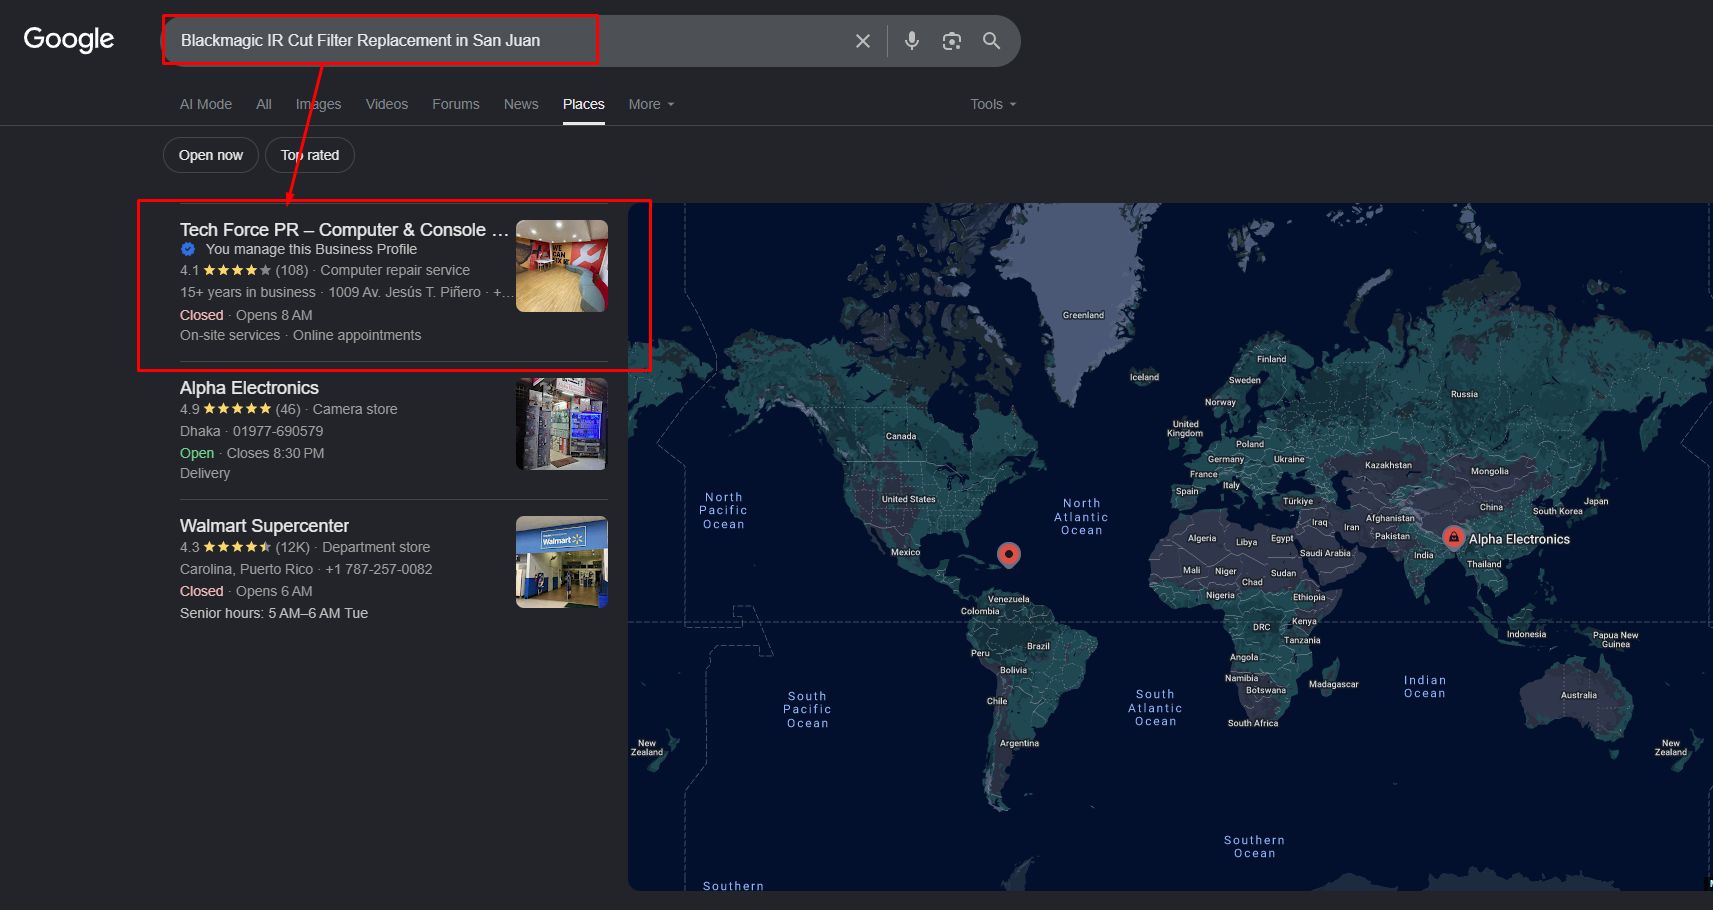 Google
Blackmagic IR Cut Filter Replacement in San Juan
AI Mode All Images Videos Forums News Places More Tools
Open now Top rated
Tech Force PR – Computer & Console ...
You manage this Business Profile
4.1 (108) · Computer repair service
15+ years in business · 1009 Av. Jesús T. Piñero · +...
Closed · Opens 8 AM
On-site services · Online appointments
WE
CAN
FIX
Alpha Electronics
4.9 (46) · Camera store
Dhaka · 01977-690579
Open · Closes 8:30 PM
Delivery
Walmart Supercenter
4.3 (12K) · Department store
Carolina, Puerto Rico · +1 787-257-0082
Closed · Opens 6 AM
Senior hours: 5 AM–6 AM Tue
Walmart
Greenland
Iceland
Finland
Sweden
Norway
Russia
United
Kingdom
Poland
Germany
Ukraine
France
Italy
Spain
Kazakhstan
Mongolia
Türkiye
China
Japan
South Korea
Iraq
Iran
Afghanistan
Pakistan
Canada
United States
North
Pacific
Ocean
North
Atlantic
Ocean
Mexico
Algeria
Libya
Egypt
Saudi Arabia
India
Alpha Electronics
Thailand
Mali
Niger
Chad
Sudan
Nigeria
Ethiopia
Venezuela
Colombia
DRC
Kenya
Tanzania
Indonesia
Papua New
Guinea
Peru
Brazil
Bolivia
Angola
Namibia
Botswana
Madagascar
South Africa
Chile
Argentina
South
Pacific
Ocean
South
Atlantic
Ocean
Indian
Ocean
Australia
New
Zealand
New
Zealand
Southern
Ocean
Southern